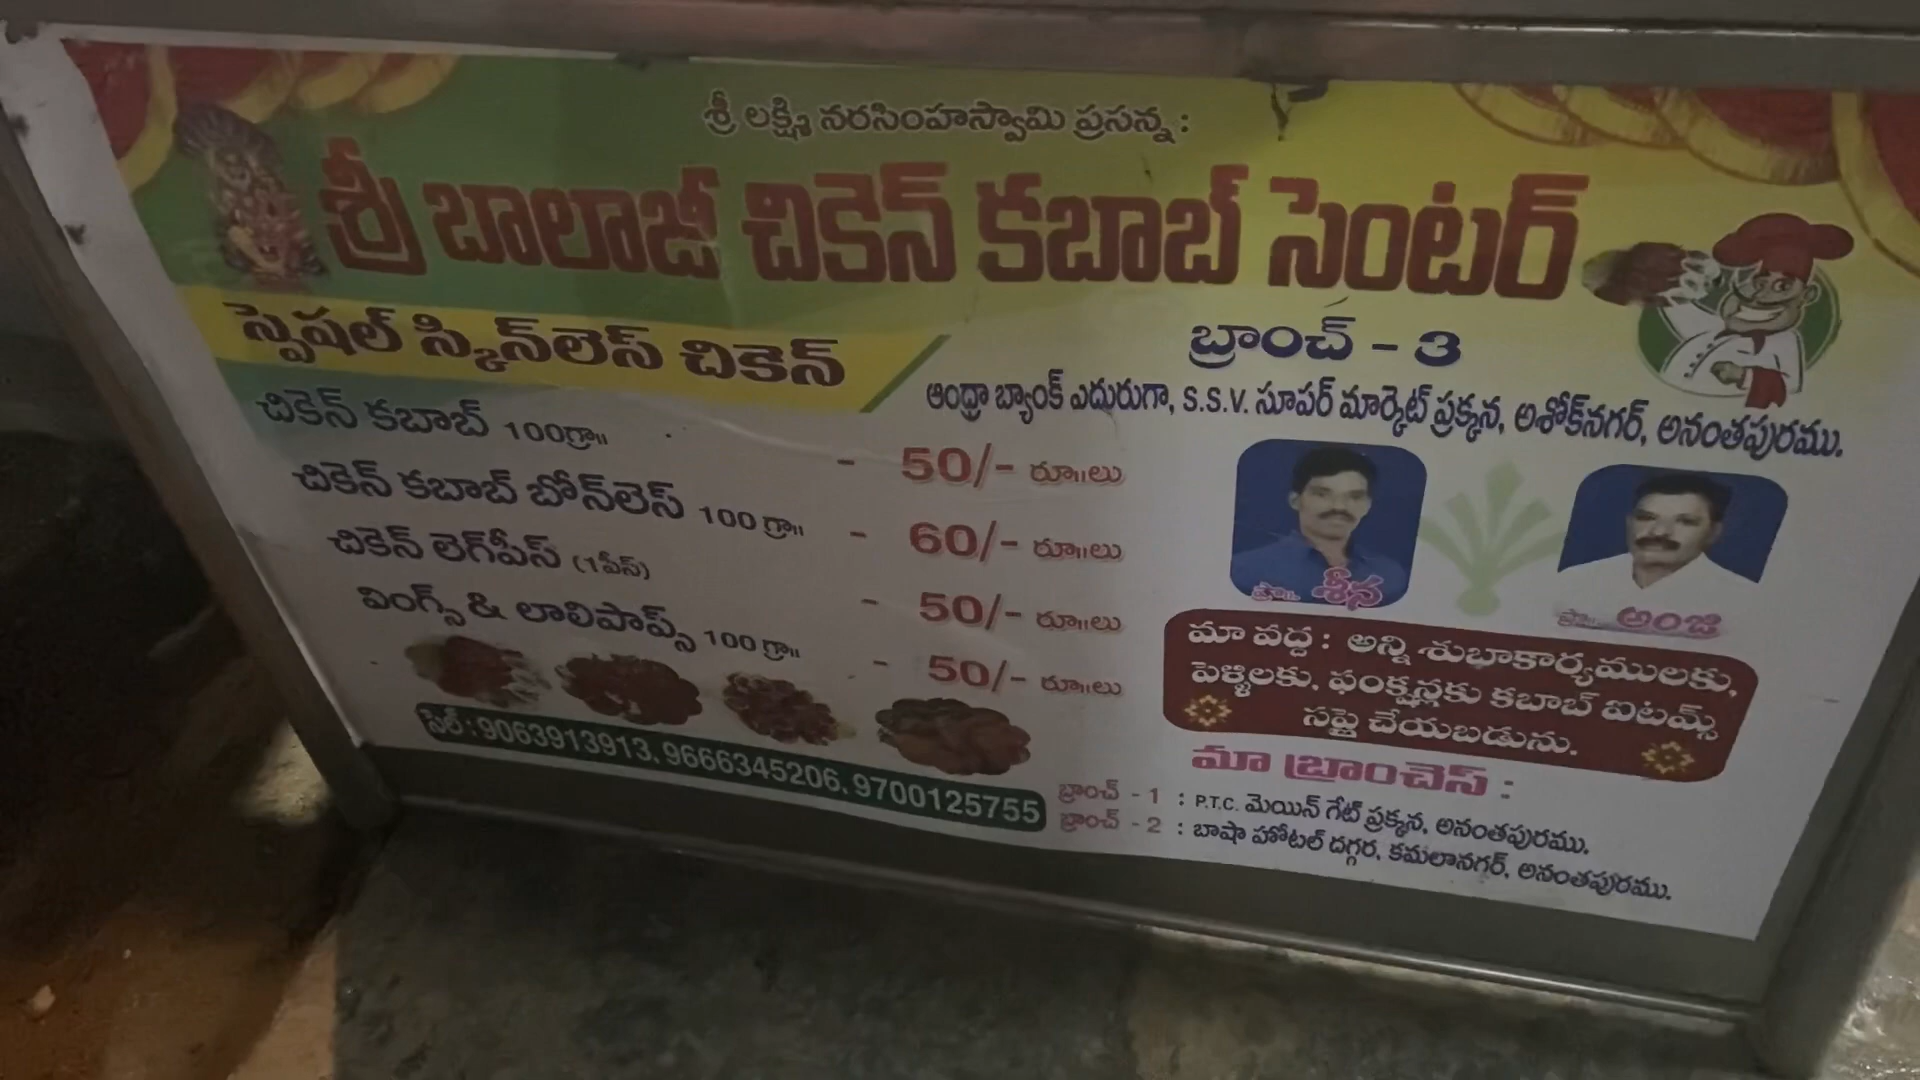 శ్రీ లక్ష్మి నరసింహస్వామి ప్రసన్న :
శ్రీ బాలాజీ చికెన్ కబాబ్ సెంటర్
స్పెషల్ స్కిన్‌లెస్ చికెన్
చికెన్ కబాబ్ 100గ్రా॥ - 50/- రూ॥లు
చికెన్ కబాబ్ బోన్‌లెస్ 100 గ్రా॥ - 60/- రూ॥లు
చికెన్ లెగ్‌పీస్ (1పీస్) - 50/- రూ॥లు
వింగ్స్ & లాలిపాప్స్ 100 గ్రా॥ - 50/- రూ॥లు
సెల్ : 9063913913, 9666345206, 9700125755
బ్రాంచ్ - 3
ఆంధ్రా బ్యాంక్ ఎదురుగా, S.S.V. సూపర్ మార్కెట్ ప్రక్కన, అశోక్‌నగర్, అనంతపురము.
ప్రొ॥ శీన
ప్రొ॥ అంజి
మా వద్ద : అన్ని శుభాకార్యములకు,
పెళ్ళిలకు, ఫంక్షన్లకు కబాబ్ ఐటమ్స్
సప్లై చేయబడును.
మా బ్రాంచెస్ :
బ్రాంచ్ - 1 : P.T.C. మెయిన్ గేట్ ప్రక్కన, అనంతపురము.
బ్రాంచ్ - 2 : బాషా హోటల్ దగ్గర, కమలానగర్, అనంతపురము.